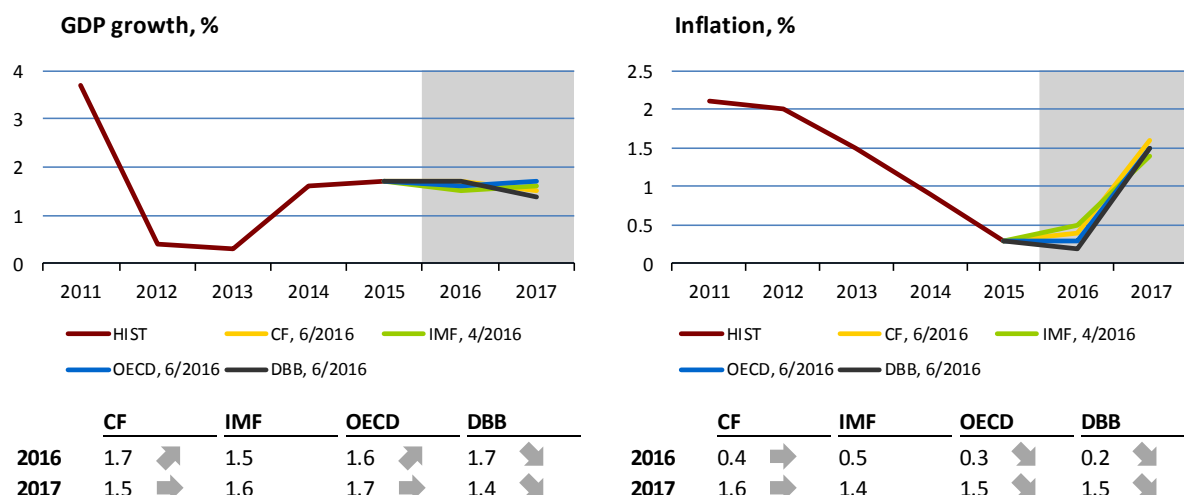 GDP growth, %
4
3
2
1
0
2011 2012 2013 2014 2015 2016 2017
HIST CF, 6/2016 IMF, 4/2016
OECD, 6/2016 DBB, 6/2016
CF IMF OECD DBB
2016 1.7 1.5 1.6 1.7
2017 1.5 1.6 1.7 1.4
Inflation, %
2.5
2
1.5
1
0.5
0
2011 2012 2013 2014 2015 2016 2017
HIST CF, 6/2016 IMF, 4/2016
OECD, 6/2016 DBB, 6/2016
CF IMF OECD DBB
2016 0.4 0.5 0.3 0.2
2017 1.6 1.4 1.5 1.5